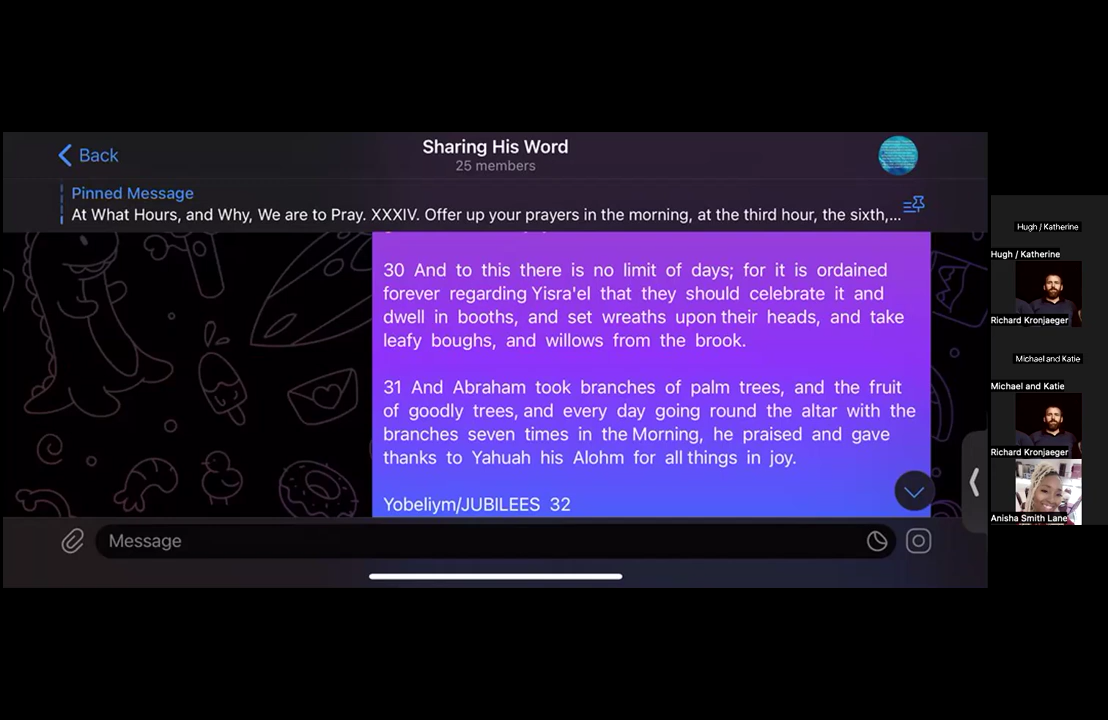 Back
Sharing His Word
25 members
Pinned Message
At What Hours, and Why, We are to Pray. XXXIV. Offer up your prayers in the morning, at the third hour, the sixth,...
30 And to this there is no limit of days; for it is ordained
forever regarding Yisra'el that they should celebrate it and
dwell in booths, and set wreaths upon their heads, and take
leafy boughs, and willows from the brook.
31 And Abraham took branches of palm trees, and the fruit
of goodly trees, and every day going round the altar with the
branches seven times in the Morning, he praised and gave
thanks to Yahuah his Alohm for all things in joy.
Yobeliym/JUBILEES 32
Message
Hugh / Katherine
Hugh / Katherine
Richard Kronjaeger
Michael and Katie
Michael and Katie
Richard Kronjaeger
Anisha Smith Lane